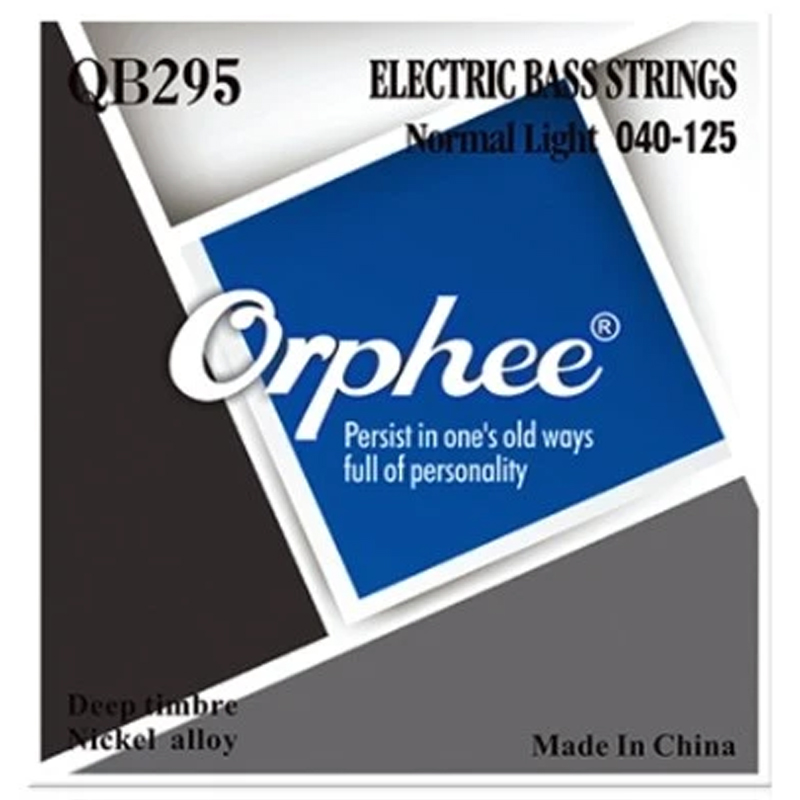 QB295
ELECTRIC BASS STRINGS
Normal Light 040-125
Orphee®
Persist in one's old ways
full of personality
Deep timbre
Nickel alloy
Made In China